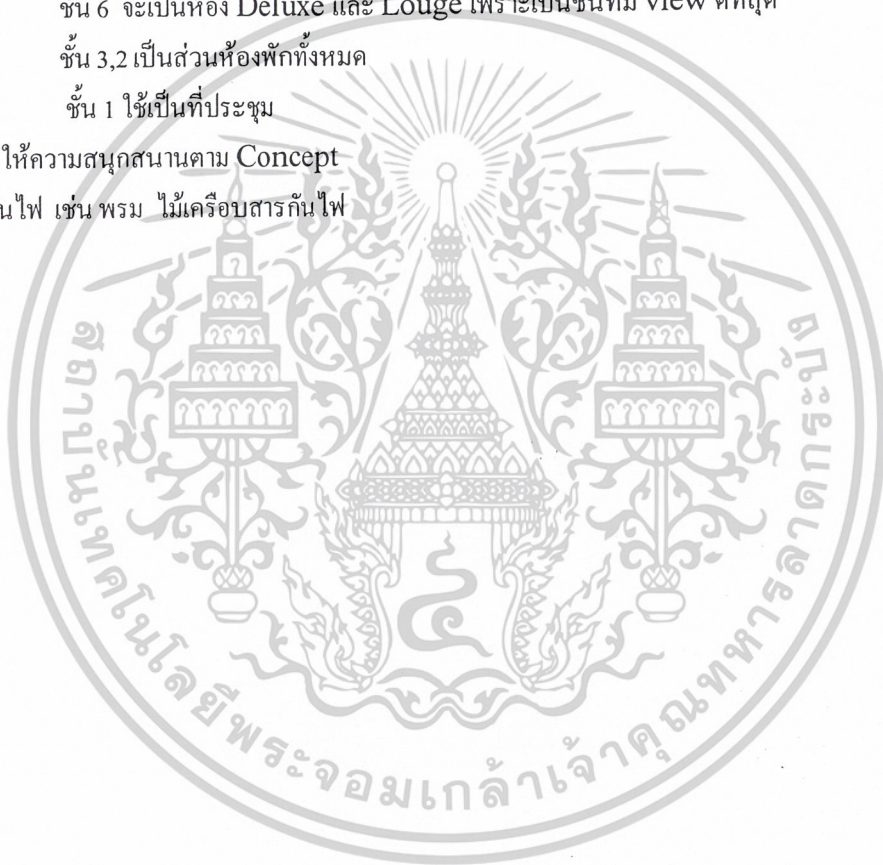 ชั้น 6 จะเป็นห้อง Deluxe และ Louge เพราะเป็นชั้นที่มี view ดีที่สุด
ชั้น 3,2 เป็นส่วนห้องพักทั้งหมด
ชั้น 1 ใช้เป็นที่ประชุม
ให้ความสนุกสนานตาม Concept
นไฟ เช่น พรม ไม้เครือบสารกันไฟ
สถาบันเทคโนโลยีพระจอมเกล้าเจ้าคุณทหารลาดกระบัง
๔